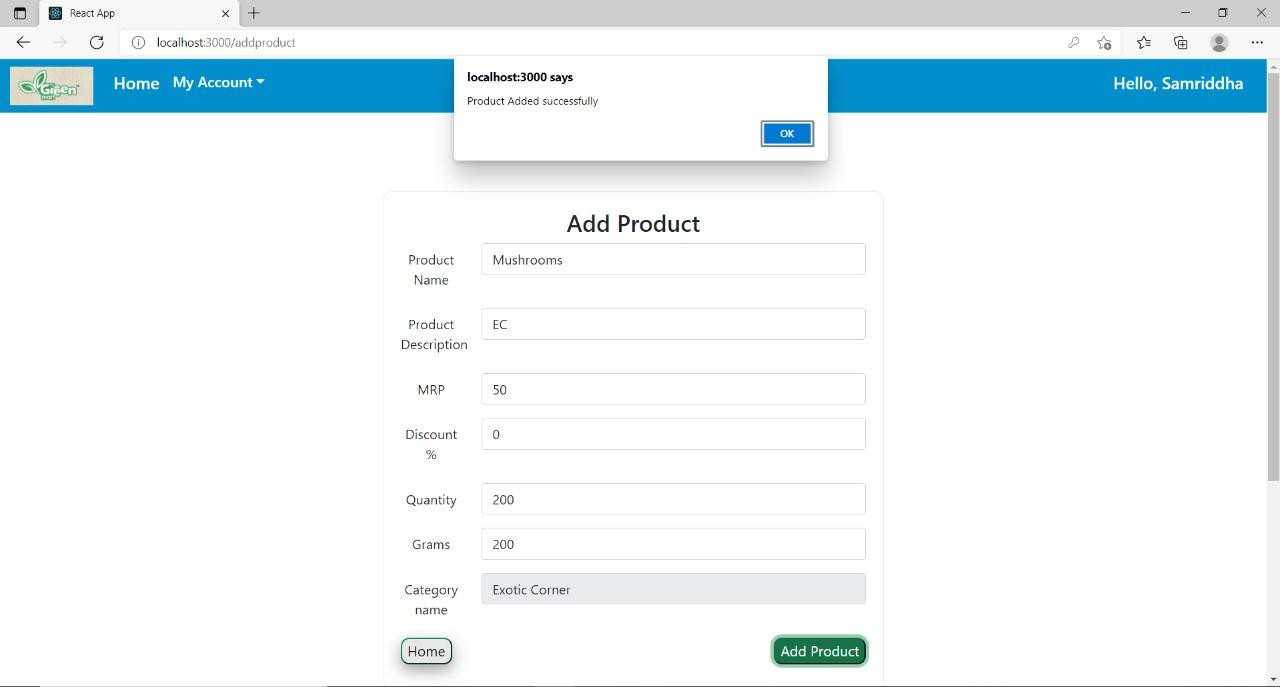 React App
localhost:3000/addproduct
Green
Home
My Account
Hello, Samriddha
localhost:3000 says
Product Added successfully
OK
Add Product
Product
Name
Mushrooms
Product
Description
EC
MRP
50
Discount
%
0
Quantity
200
Grams
200
Category
name
Exotic Corner
Home
Add Product